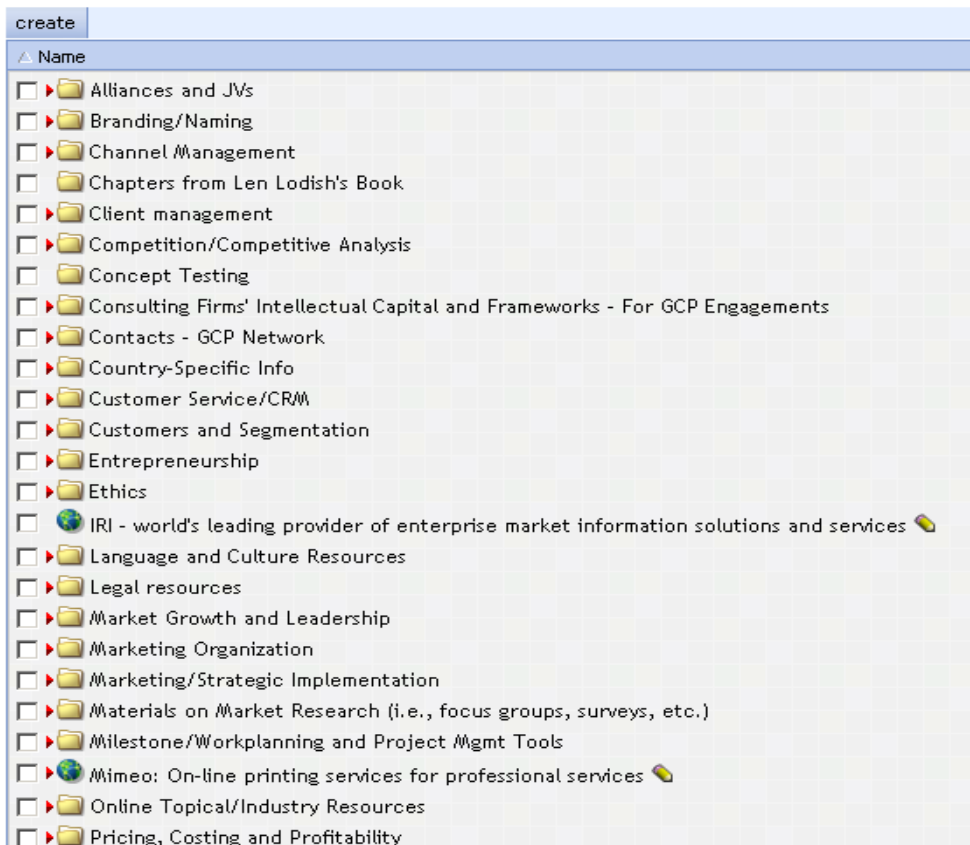 create
Name
Alliances and JVs
Branding/Naming
Channel Management
Chapters from Len Lodish's Book
Client management
Competition/Competitive Analysis
Concept Testing
Consulting Firms' Intellectual Capital and Frameworks - For GCP Engagements
Contacts - GCP Network
Country-Specific Info
Customer Service/CRM
Customers and Segmentation
Entrepreneurship
Ethics
IRI - world's leading provider of enterprise market information solutions and services
Language and Culture Resources
Legal resources
Market Growth and Leadership
Marketing Organization
Marketing/Strategic Implementation
Materials on Market Research (i.e., focus groups, surveys, etc.)
Milestone/Workplanning and Project Mgmt Tools
Mimeo: On-line printing services for professional services
Online Topical/Industry Resources
Pricing, Costing and Profitability